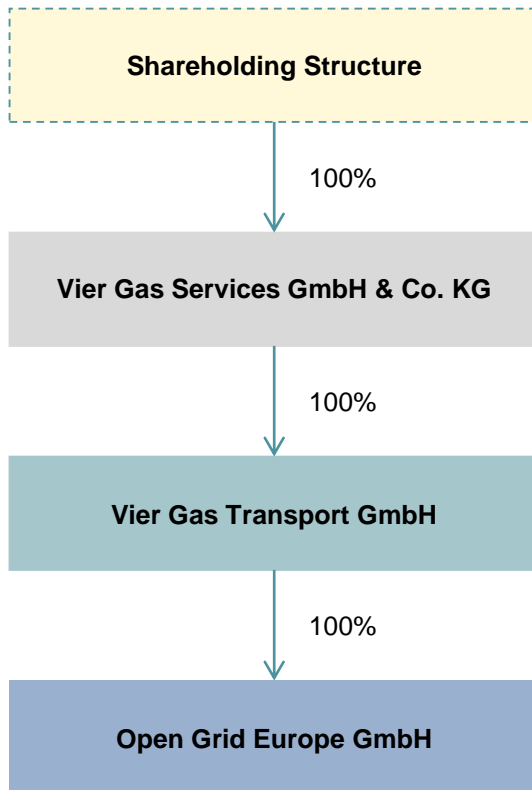 Shareholding Structure
100%
Vier Gas Services GmbH & Co. KG
100%
Vier Gas Transport GmbH
100%
Open Grid Europe GmbH